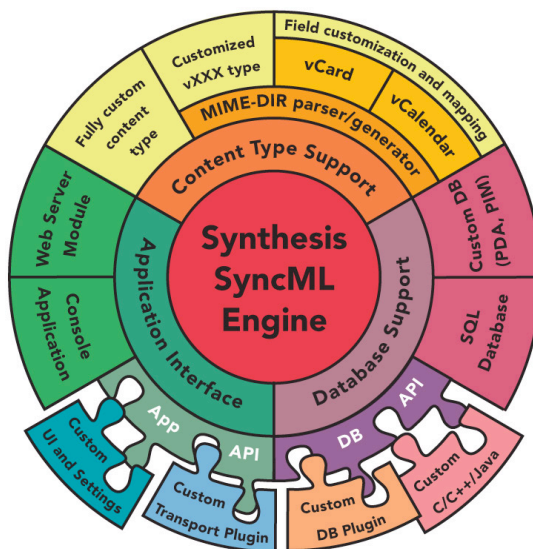 Field customization and mapping
Customized
vXXX type
vCard
vCalendar
Fully custom
content
type
MIME-DIR parser/generator
Content Type Support
Web Server
Module
Console
Application
Application Interface
Synthesis
SyncML
Engine
Database Support
Custom DB
(PDA, PIM)
SQL
Database
APP
API
DB
API
Custom
UI and Settings
Custom
Transport Plugin
Custom
DB Plugin
Custom
C/C++/Java